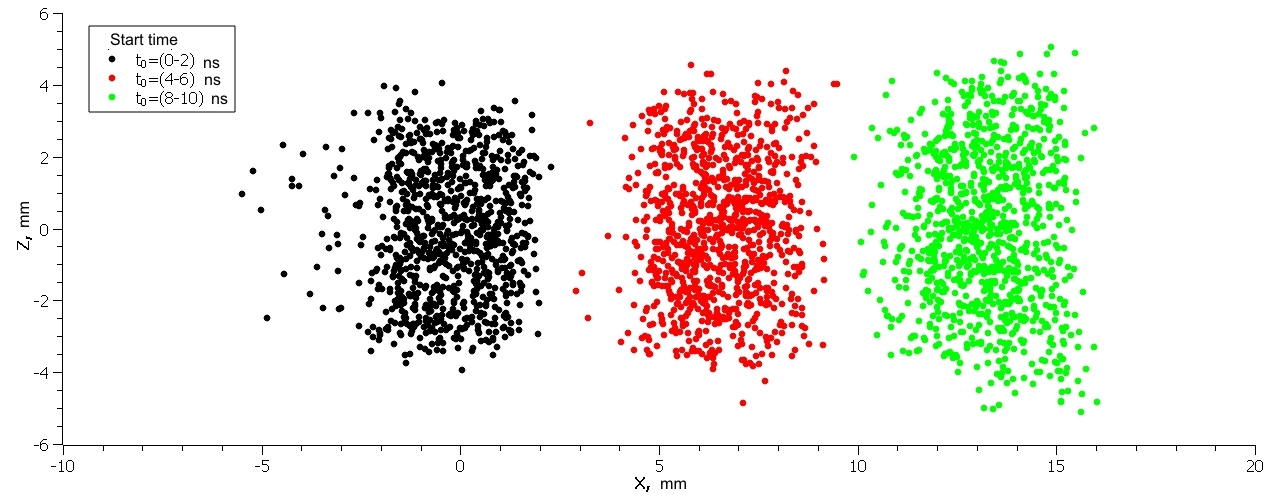 6
Start time
t₀=(0-2) ns
t₀=(4-6) ns
t₀=(8-10) ns
4
2
0
-2
-4
-6
Z, mm
-10 -5 0 5 10 15 20
X, mm